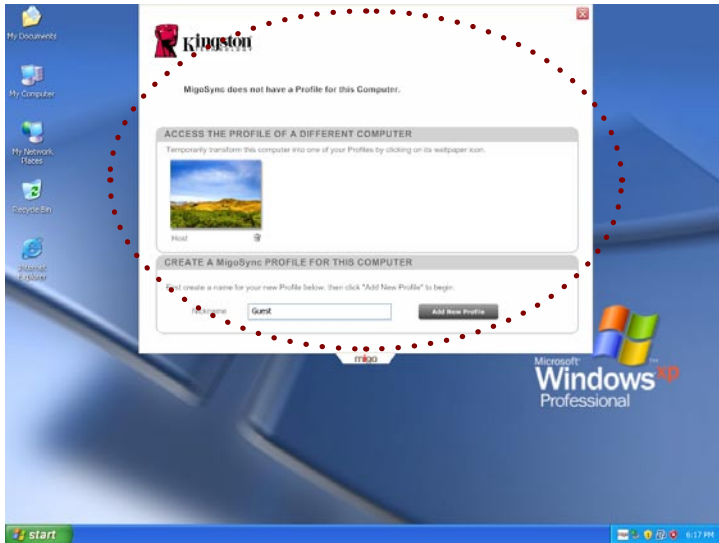 My Documents
My Computer
My Network
Places
Recycle Bin
Internet
Explorer
Kingston
TECHNOLOGY
MigoSync does not have a Profile for this Computer.
ACCESS THE PROFILE OF A DIFFERENT COMPUTER
Temporarily transform this computer into one of your Profiles by clicking on its wallpaper icon.
Host
CREATE A MigoSync PROFILE FOR THIS COMPUTER
First create a name for your new Profile below, then click "Add New Profile" to begin.
Nickname
Guest
Add New Profile
migo
Microsoft
Windows xp
Professional
start
6:17 PM